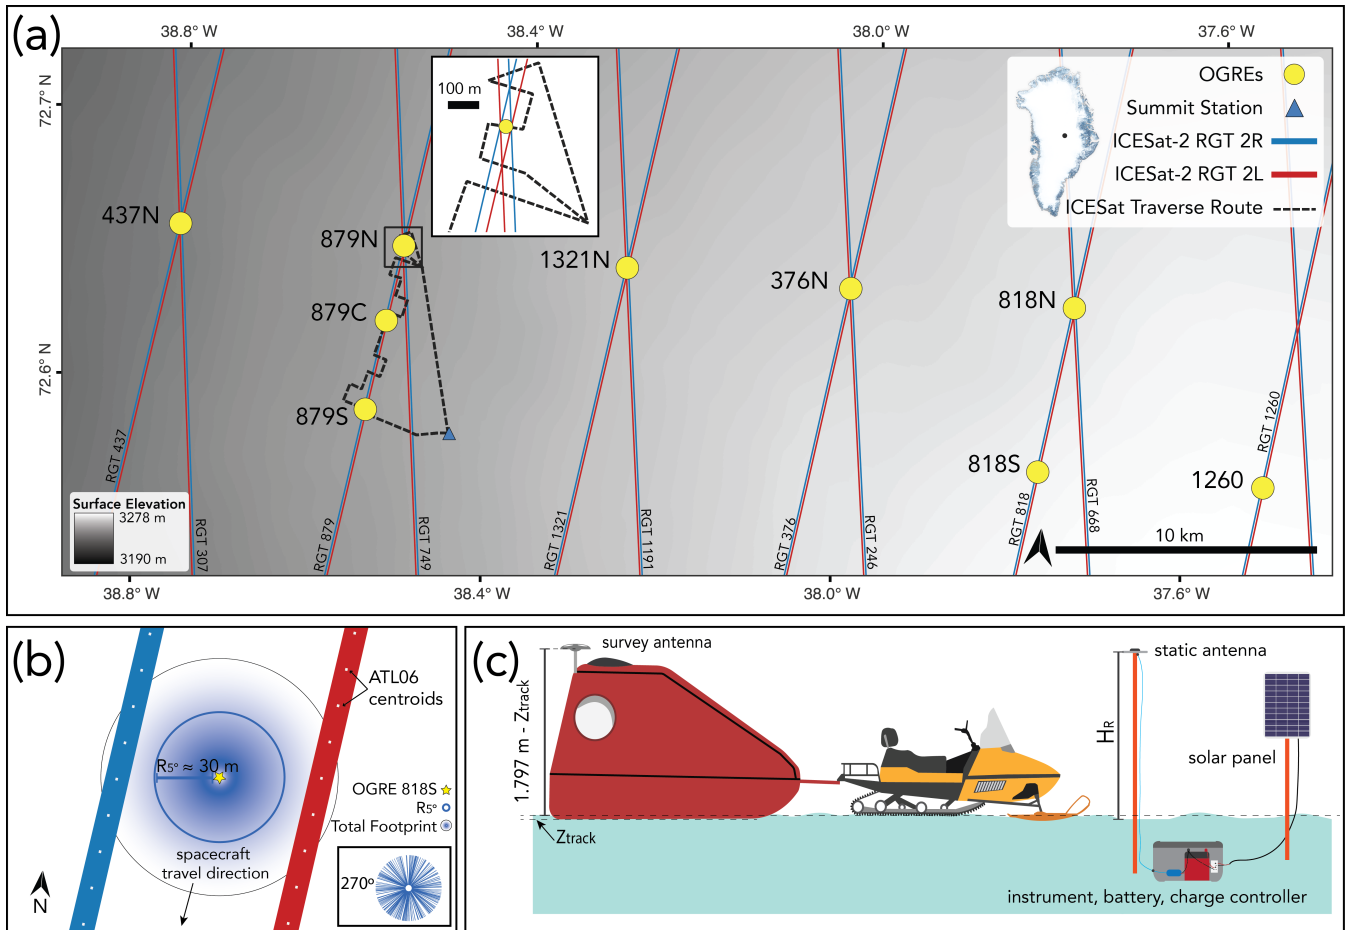 (a)
38.8° W
38.4° W
38.0° W
37.6° W
72.7° N
72.6° N
100 m
OGREs
Summit Station
ICESat-2 RGT 2R
ICESat-2 RGT 2L
ICESat Traverse Route
437N
879N
1321N
376N
818N
879C
879S
818S
1260
RGT 437
RGT 307
RGT 879
RGT 749
RGT 1321
RGT 1191
RGT 376
RGT 246
RGT 818
RGT 668
RGT 1260
Surface Elevation
3278 m
3190 m
10 km
38.8° W
38.4° W
38.0° W
37.6° W
(b)
ATL06
centroids
R5° ≈ 30 m
OGRE 818S
R5°
Total Footprint
spacecraft
travel direction
270°
N
(c)
survey antenna
1.797 m - Ztrack
Ztrack
static antenna
HR
solar panel
instrument, battery, charge controller